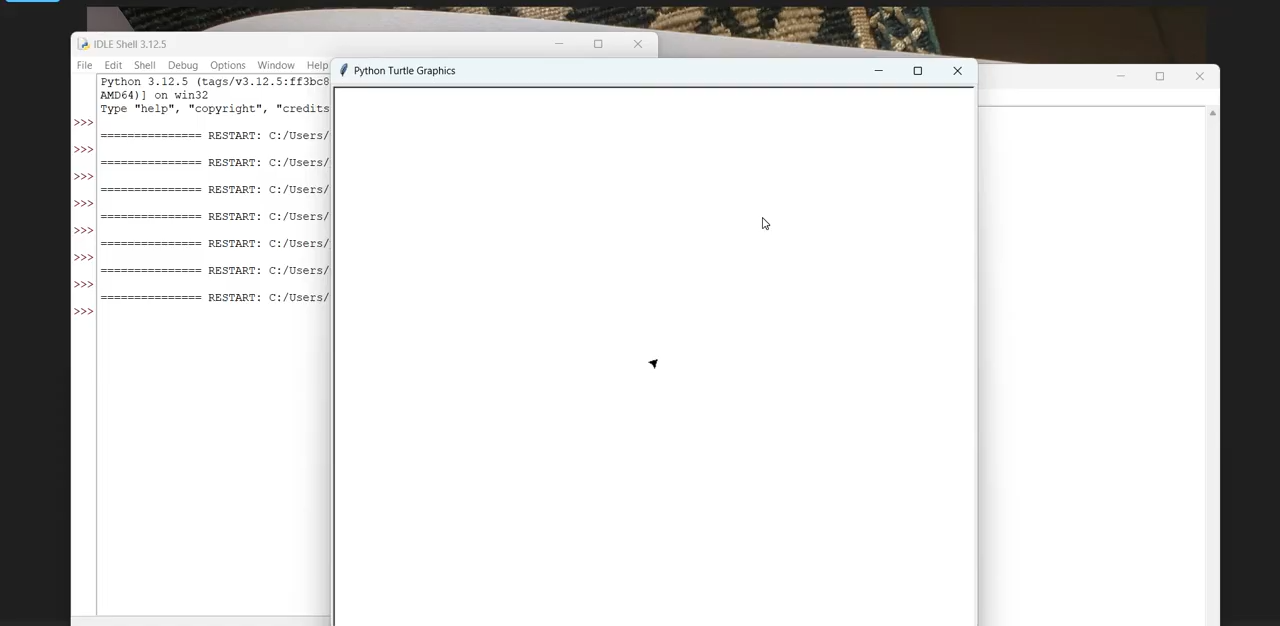 IDLE Shell 3.12.5
File Edit Shell Debug Options Window Help
Python 3.12.5 (tags/v3.12.5:ff3bc8
AMD64)] on win32
Type "help", "copyright", "credits
>>>
=============== RESTART: C:/Users/
>>>
=============== RESTART: C:/Users/
>>>
=============== RESTART: C:/Users/
>>>
=============== RESTART: C:/Users/
>>>
=============== RESTART: C:/Users/
>>>
=============== RESTART: C:/Users/
>>>
=============== RESTART: C:/Users/
>>>
Python Turtle Graphics